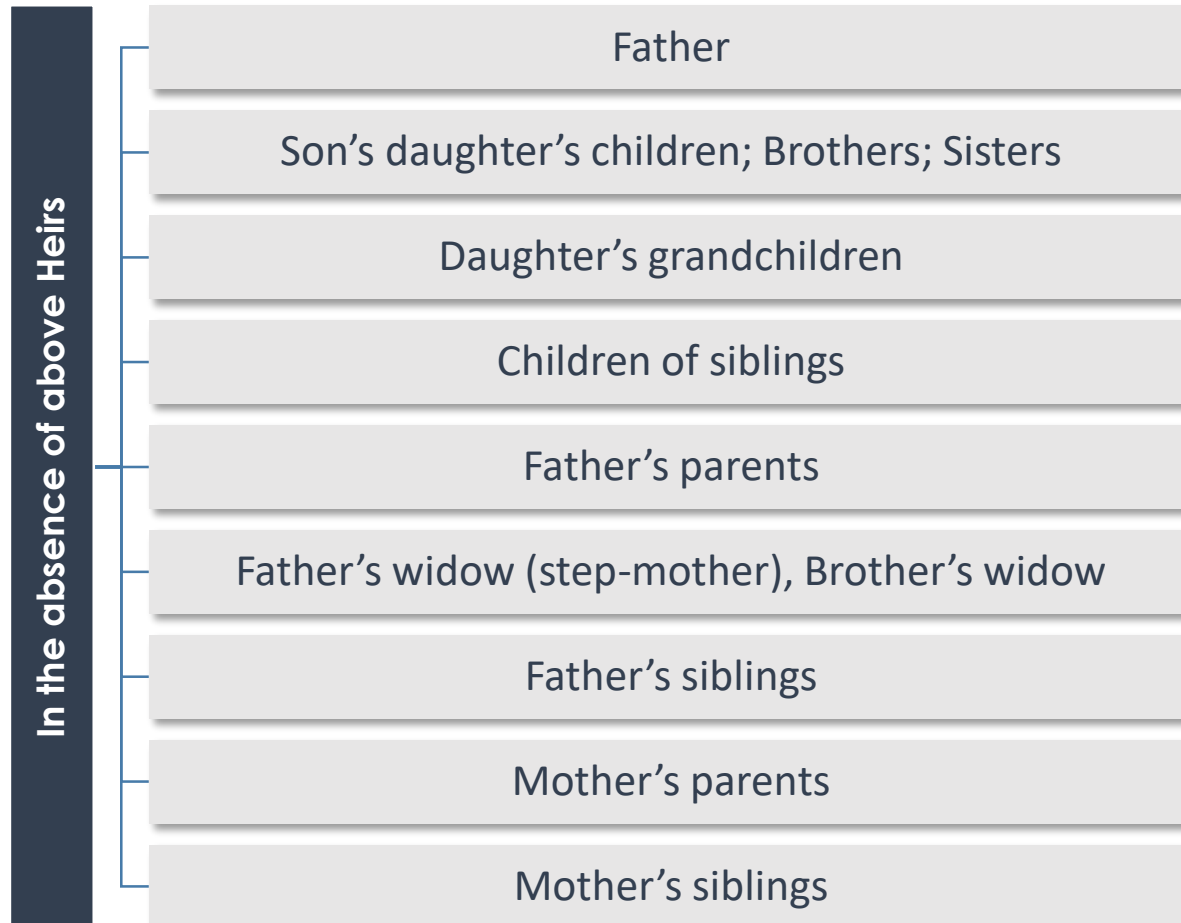 In the absence of above Heirs
Father
Son’s daughter’s children; Brothers; Sisters
Daughter’s grandchildren
Children of siblings
Father’s parents
Father’s widow (step-mother), Brother’s widow
Father’s siblings
Mother’s parents
Mother’s siblings